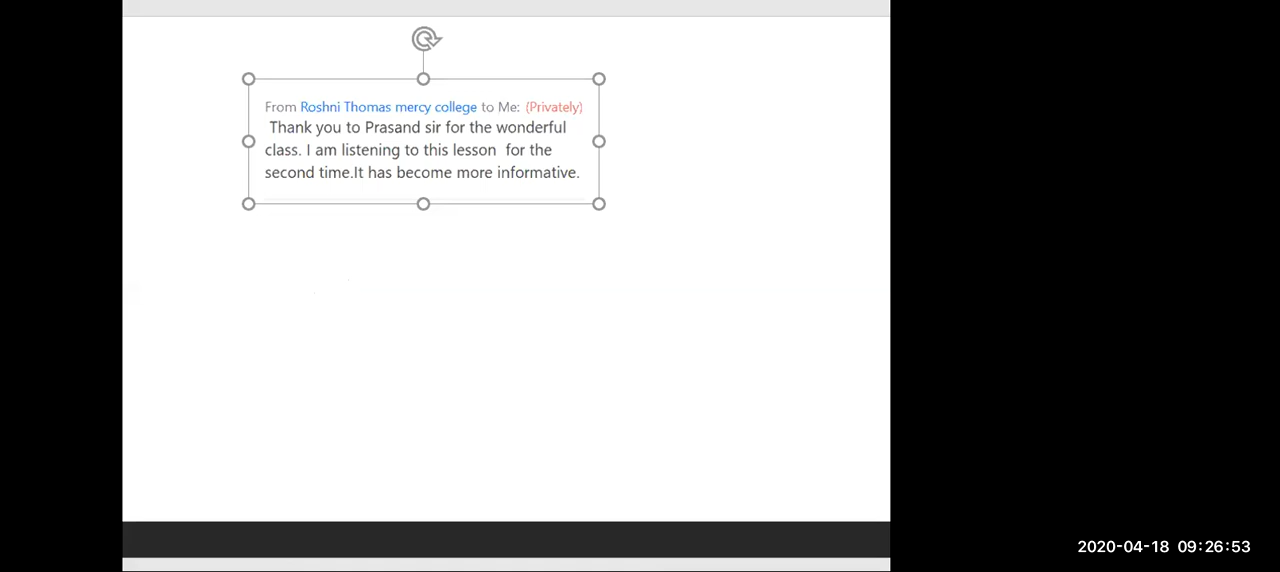 From Roshni Thomas mercy college to Me: (Privately)
Thank you to Prasand sir for the wonderful
class. I am listening to this lesson for the
second time.It has become more informative.
2020-04-18 09:26:53